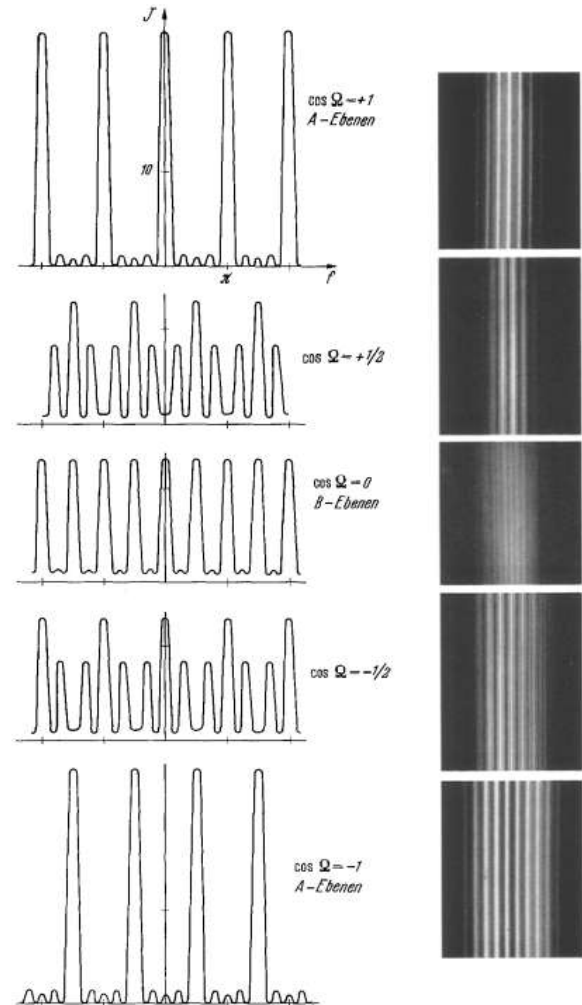 J
cos Ω = +1
A-Ebenen
10
π
f
cos Ω = +1/2
cos Ω = 0
B-Ebenen
cos Ω = -1/2
cos Ω = -1
A-Ebenen